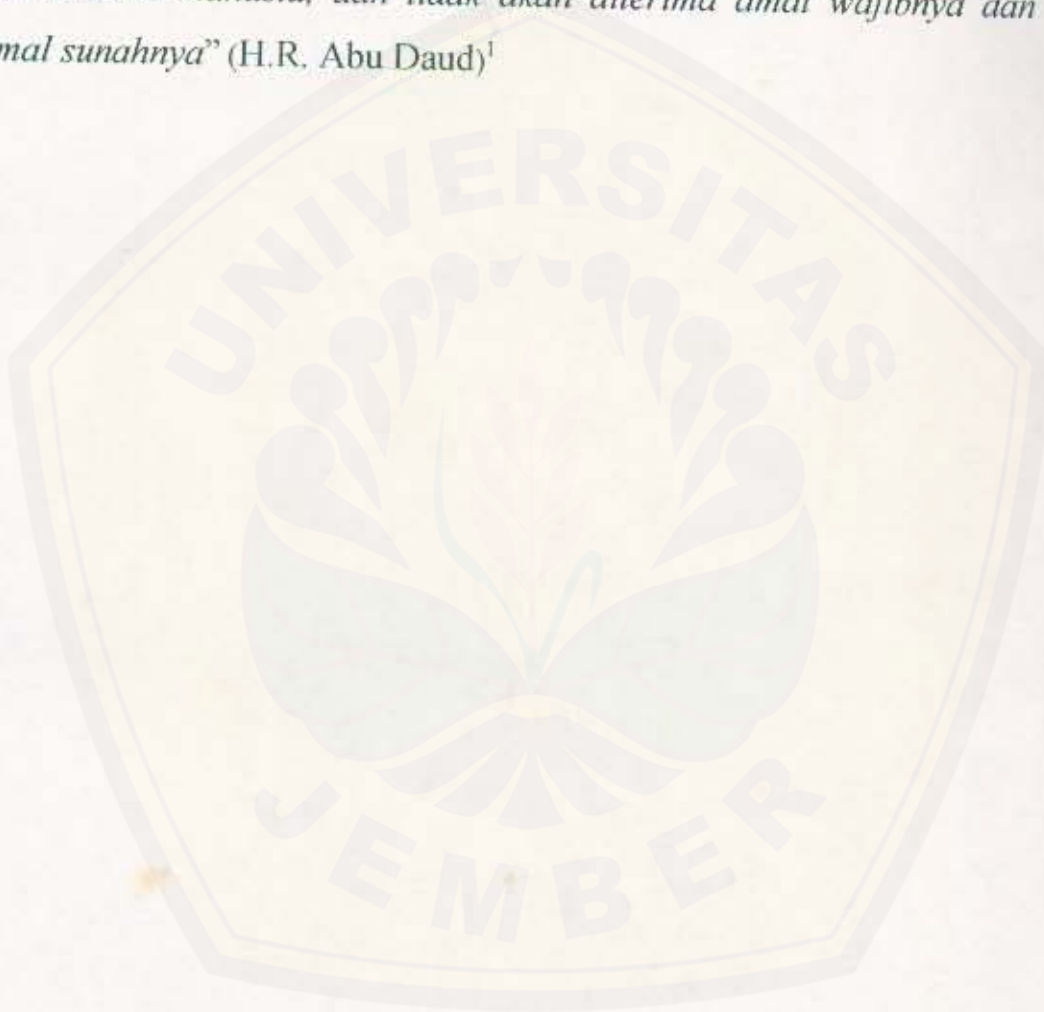 dan tidak akan diterima amal wajibnya dan
mal sunahnya” (H.R. Abu Daud)¹
UNIVERSITAS
JEMBER